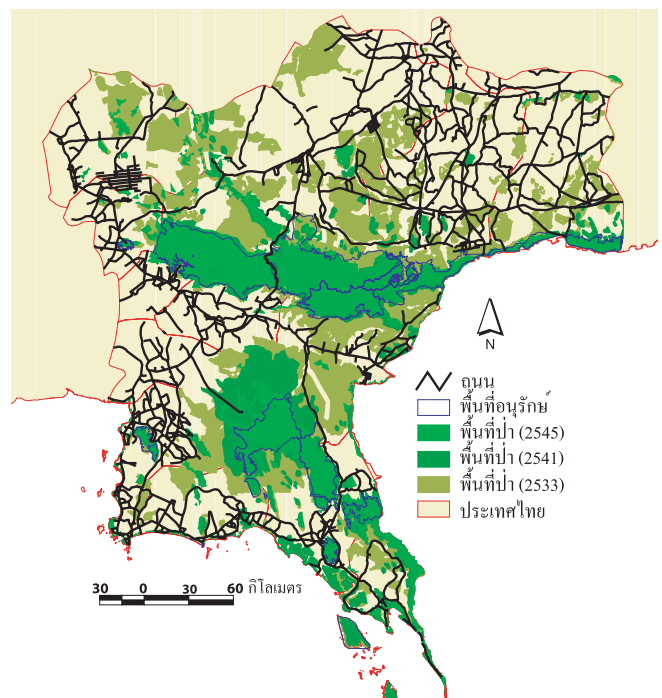 N
ถนน
พื้นที่อนุรักษ์
พื้นที่ป่า (2545)
พื้นที่ป่า (2541)
พื้นที่ป่า (2533)
ประเทศไทย
30 0 30 60 กิโลเมตร